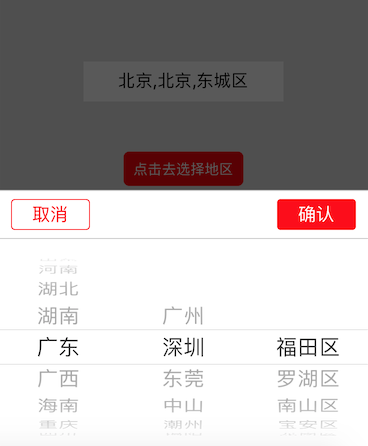 北京,北京,东城区
点击去选择地区
取消 确认
河南
湖北
湖南 广州
广东 深圳 福田区
广西 东莞 罗湖区
海南 中山 南山区
重庆 潮州 宝安区